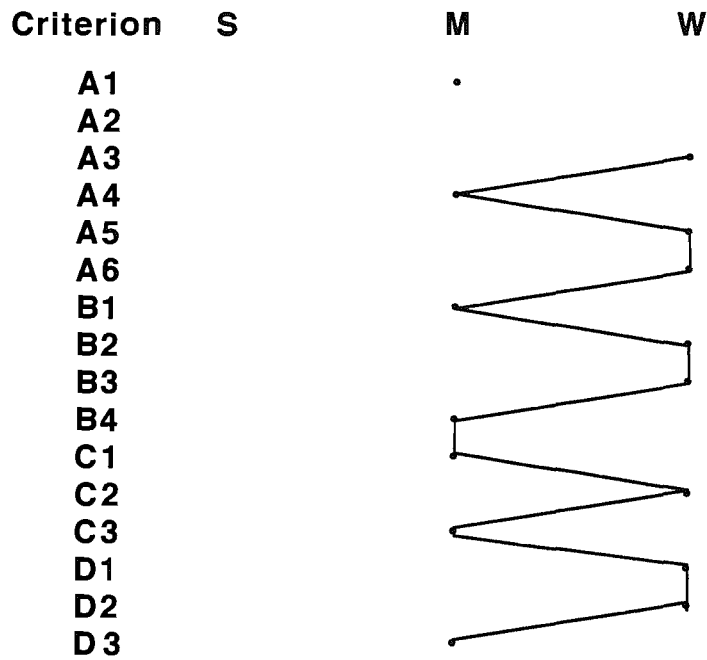 Criterion S M W
A1
A2
A3
A4
A5
A6
B1
B2
B3
B4
C1
C2
C3
D1
D2
D3